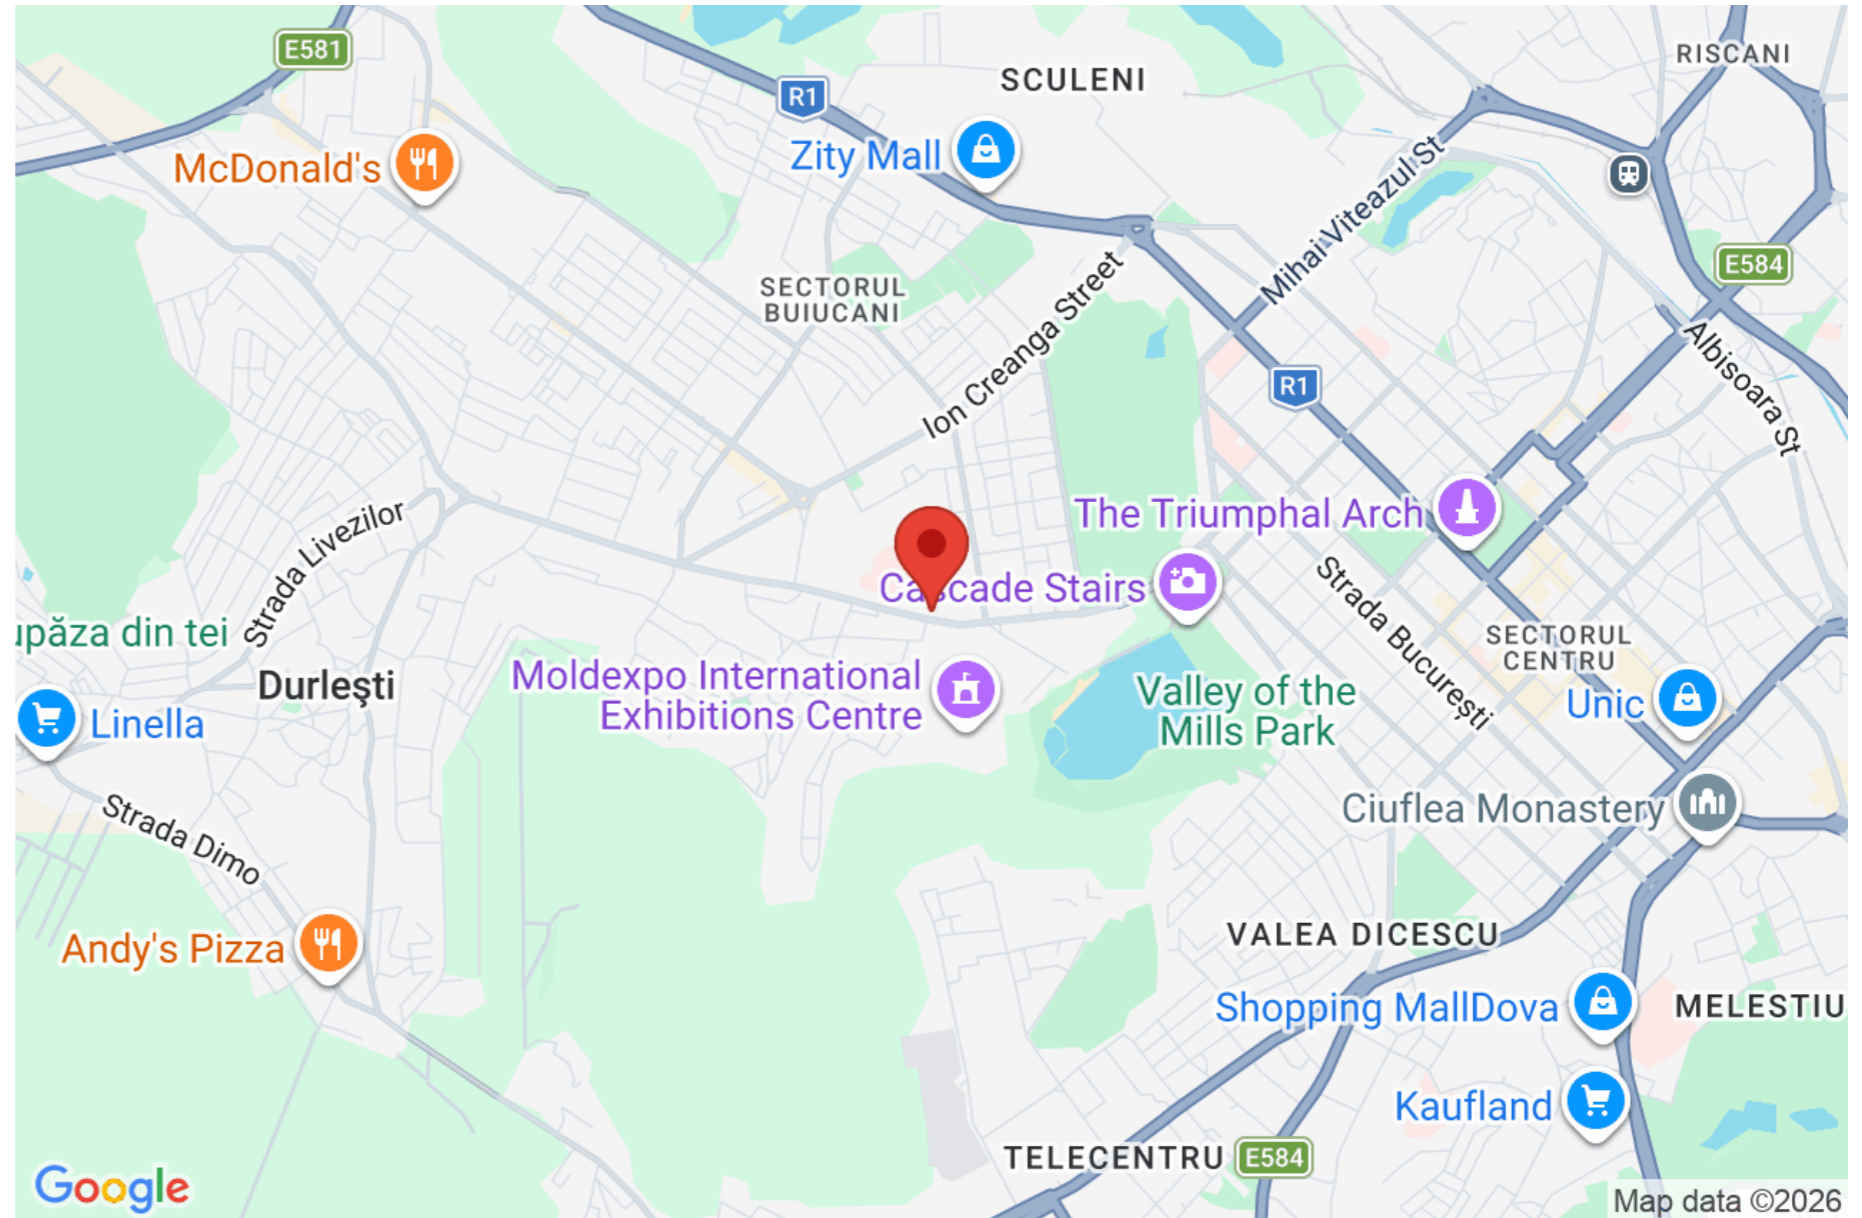 E581
RISCANI
SCULENI
R1
Zity Mall
McDonald's
Mihai Viteazul St
E584
SECTORUL
BUIUCANI
Ion Creanga Street
Albisoara St
R1
The Triumphal Arch
Strada Livezilor
Cascade Stairs
Strada București
upăza din tei
SECTORUL
CENTRU
Durleşti
Moldexpo International
Exhibitions Centre
Valley of the
Mills Park
Unic
Linella
Ciuflea Monastery
Strada Dimo
Andy's Pizza
VALEA DICESCU
Shopping MallDova
MELESTIU
Kaufland
TELECENTRU
E584
Google
Map data ©2026